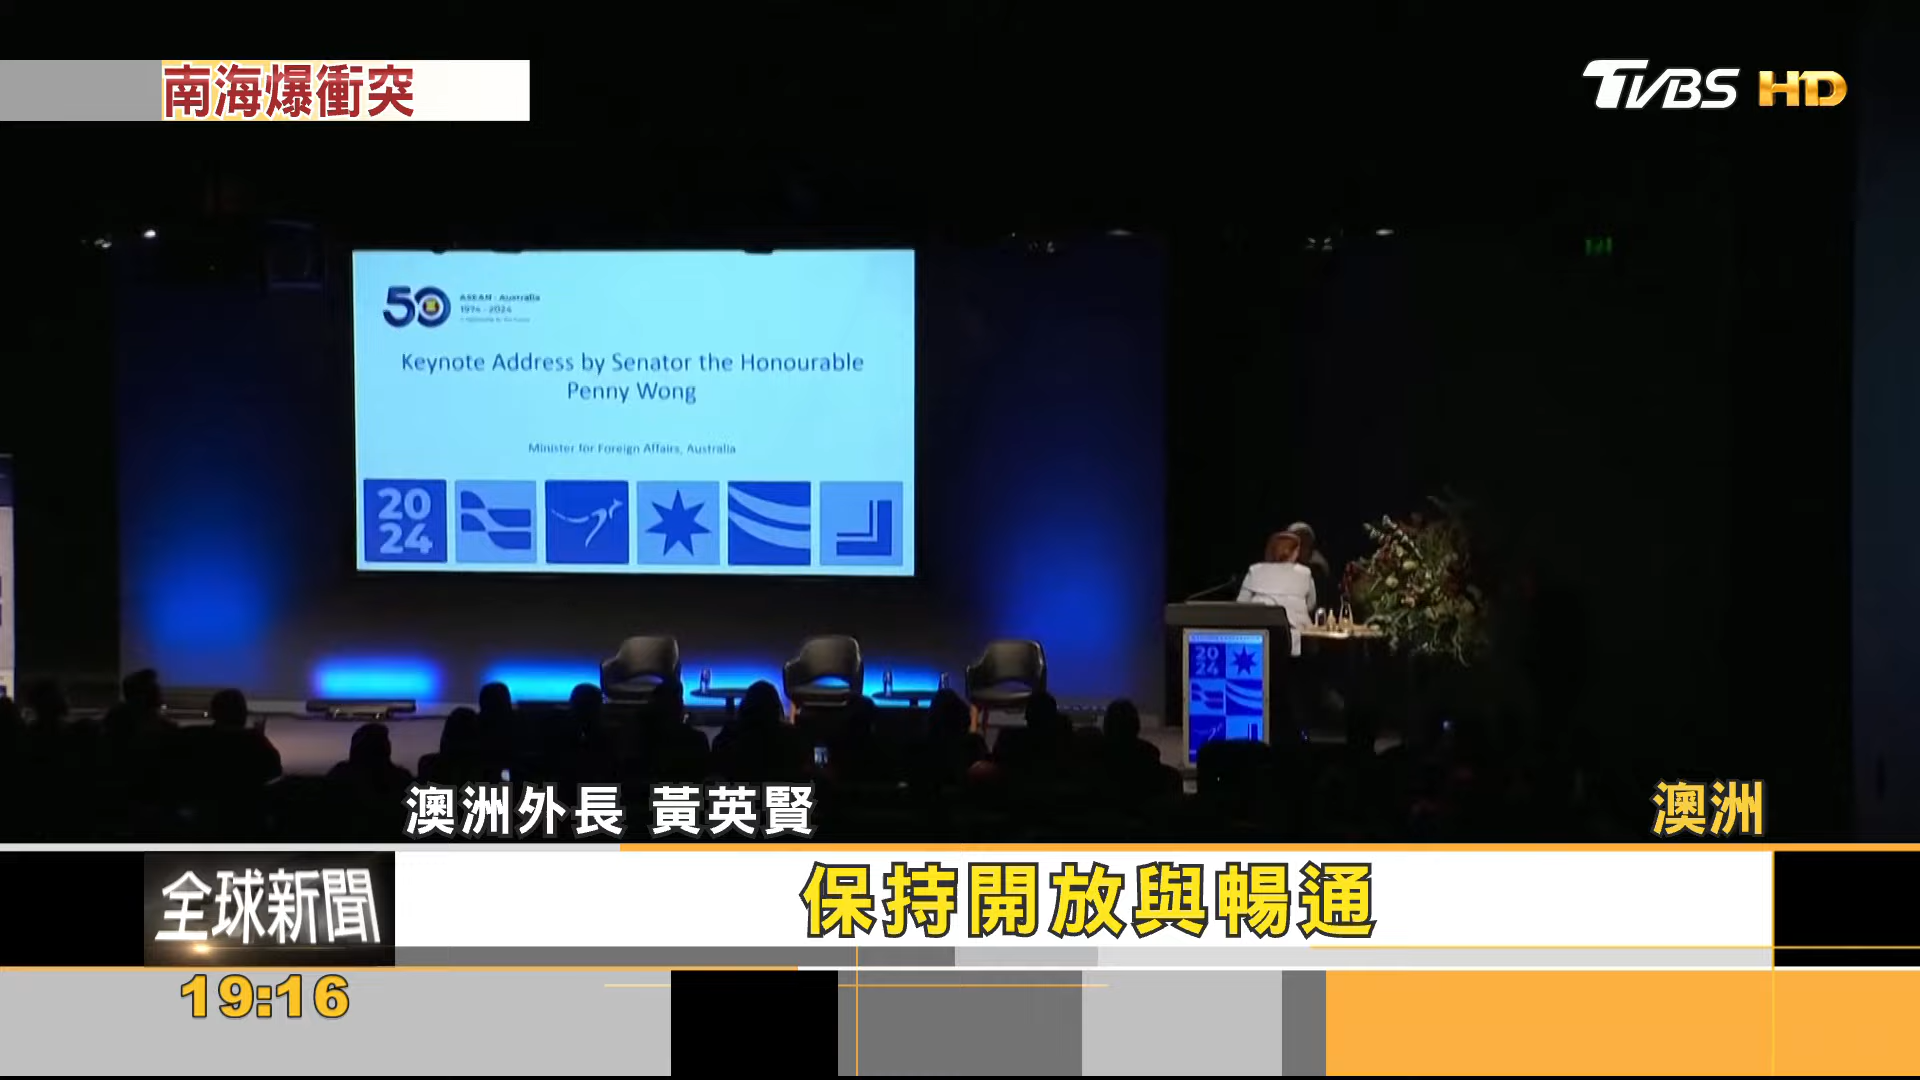 南海爆衝突
TVBS HD
50
ASEAN - Australia
1974 - 2024
Keynote Address by Senator the Honourable
Penny Wong
Minister for Foreign Affairs, Australia
20
24
20
24
澳洲外長 黃英賢
澳洲
全球新聞
保持開放與暢通
19:16